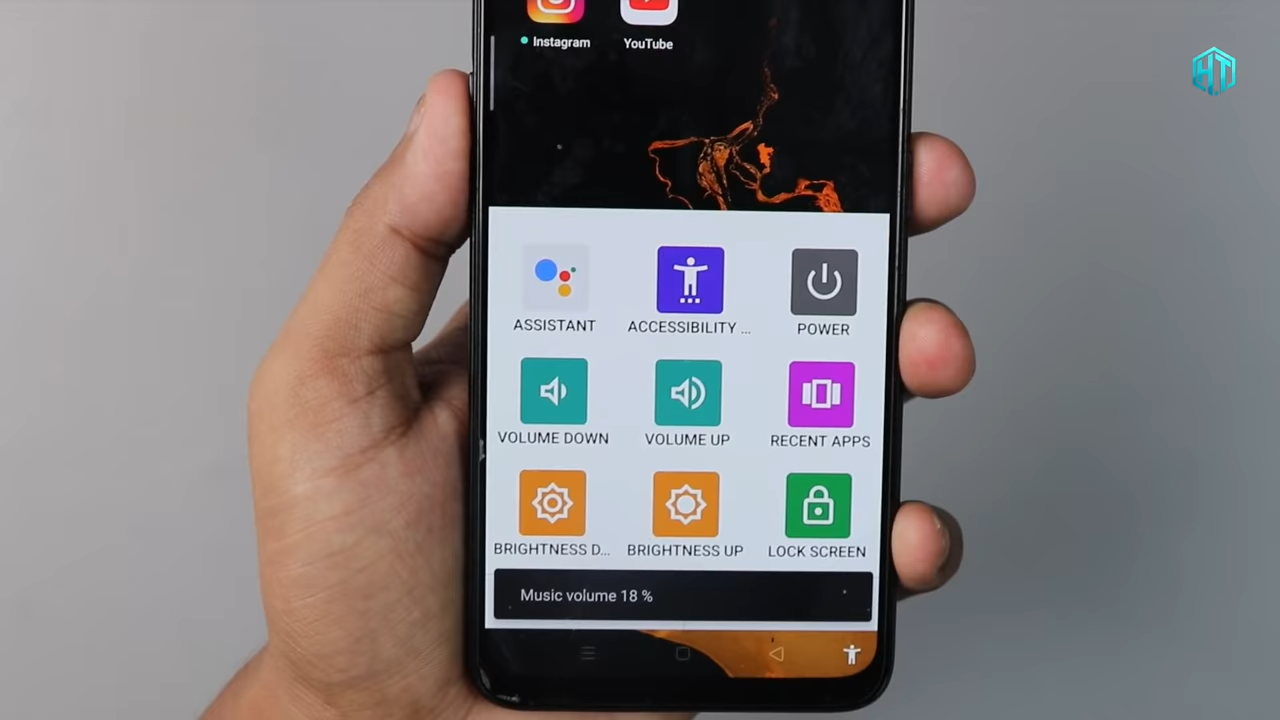 Instagram
YouTube
HT
ASSISTANT
ACCESSIBILITY ...
POWER
VOLUME DOWN
VOLUME UP
RECENT APPS
BRIGHTNESS D...
BRIGHTNESS UP
LOCK SCREEN
Music volume 18 %